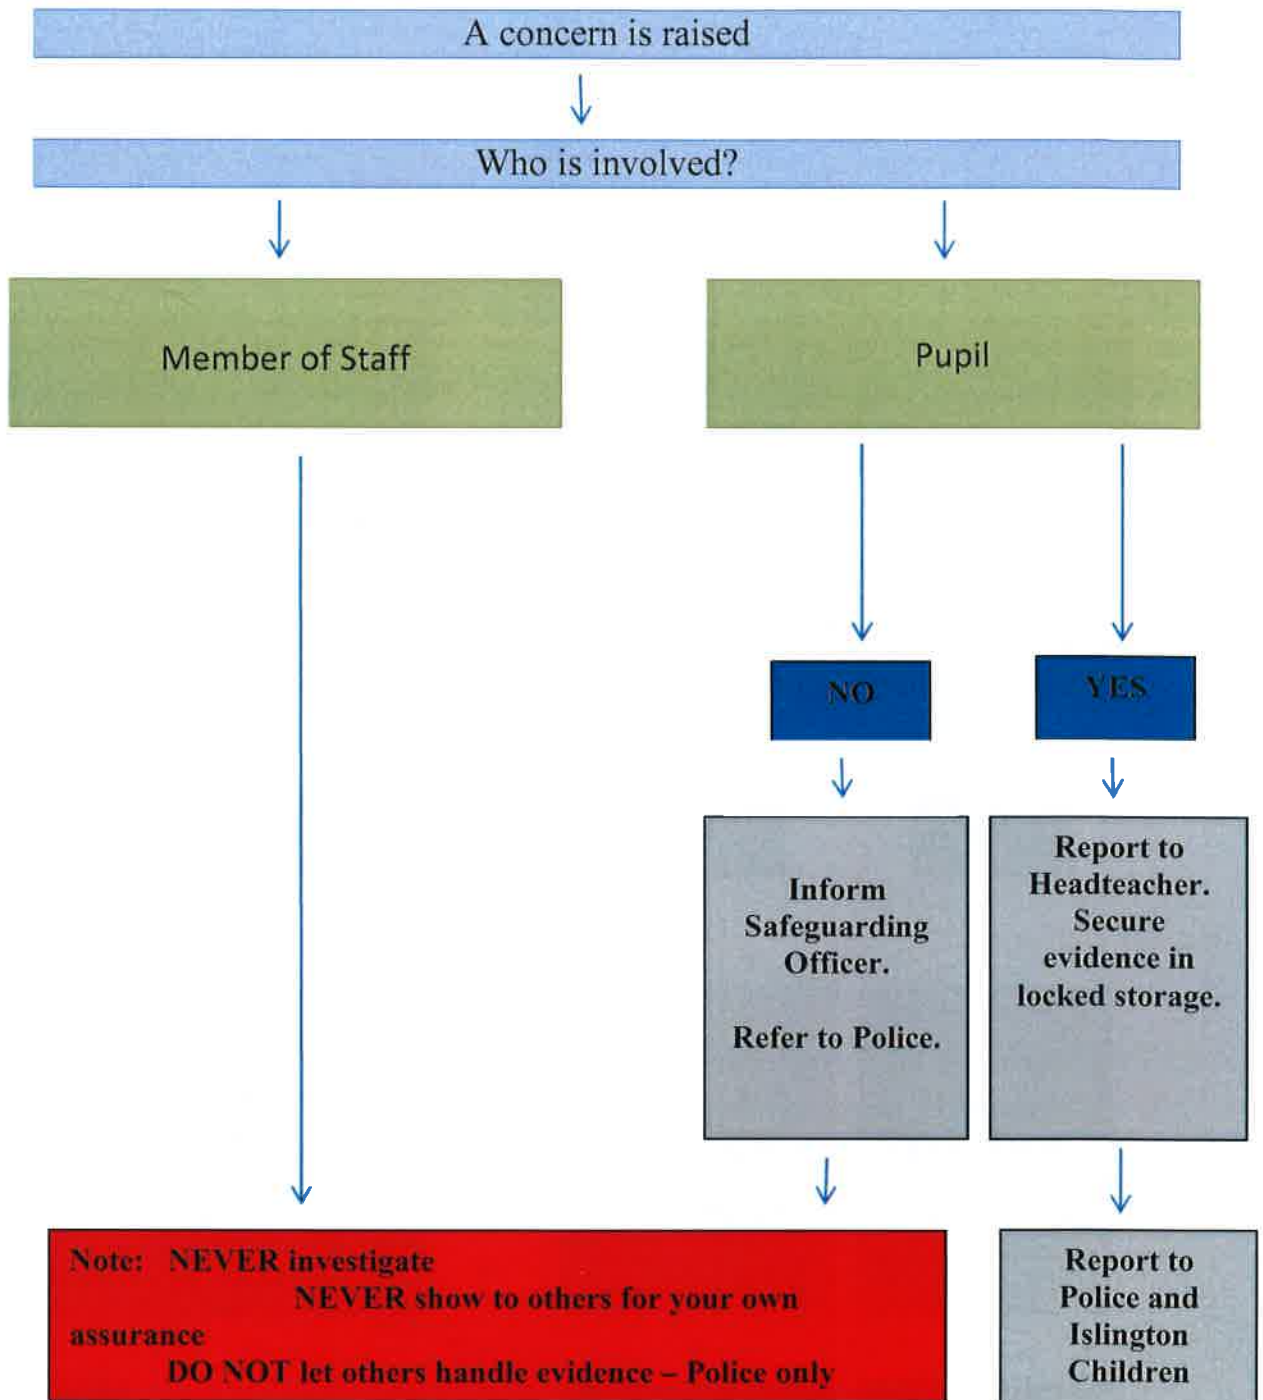 A concern is raised
Who is involved?
Member of Staff
Pupil
NO
YES
Inform
Safeguarding
Officer.
Refer to Police.
Report to
Headteacher.
Secure
evidence in
locked storage.
Note: NEVER investigate
NEVER show to others for your own
assurance
DO NOT let others handle evidence – Police only
Report to
Police and
Islington
Children